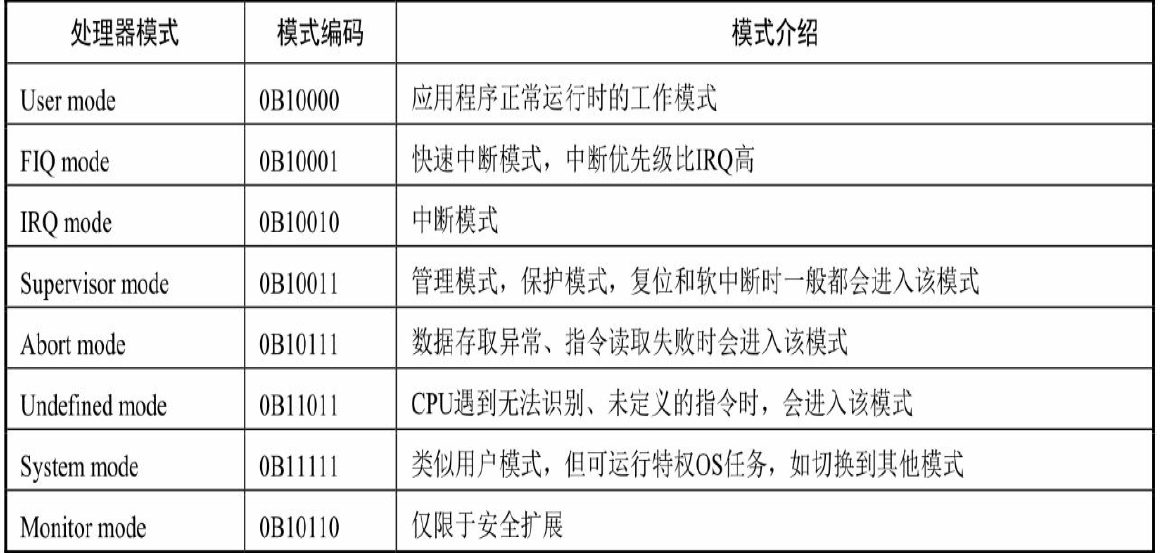 处理器模式 模式编码 模式介绍
User mode 0B10000 应用程序正常运行时的工作模式
FIQ mode 0B10001 快速中断模式，中断优先级比IRQ高
IRQ mode 0B10010 中断模式
Supervisor mode 0B10011 管理模式，保护模式，复位和软中断时一般都会进入该模式
Abort mode 0B10111 数据存取异常、指令读取失败时会进入该模式
Undefined mode 0B11011 CPU遇到无法识别、未定义的指令时，会进入该模式
System mode 0B11111 类似用户模式，但可运行特权OS任务，如切换到其他模式
Monitor mode 0B10110 仅限于安全扩展